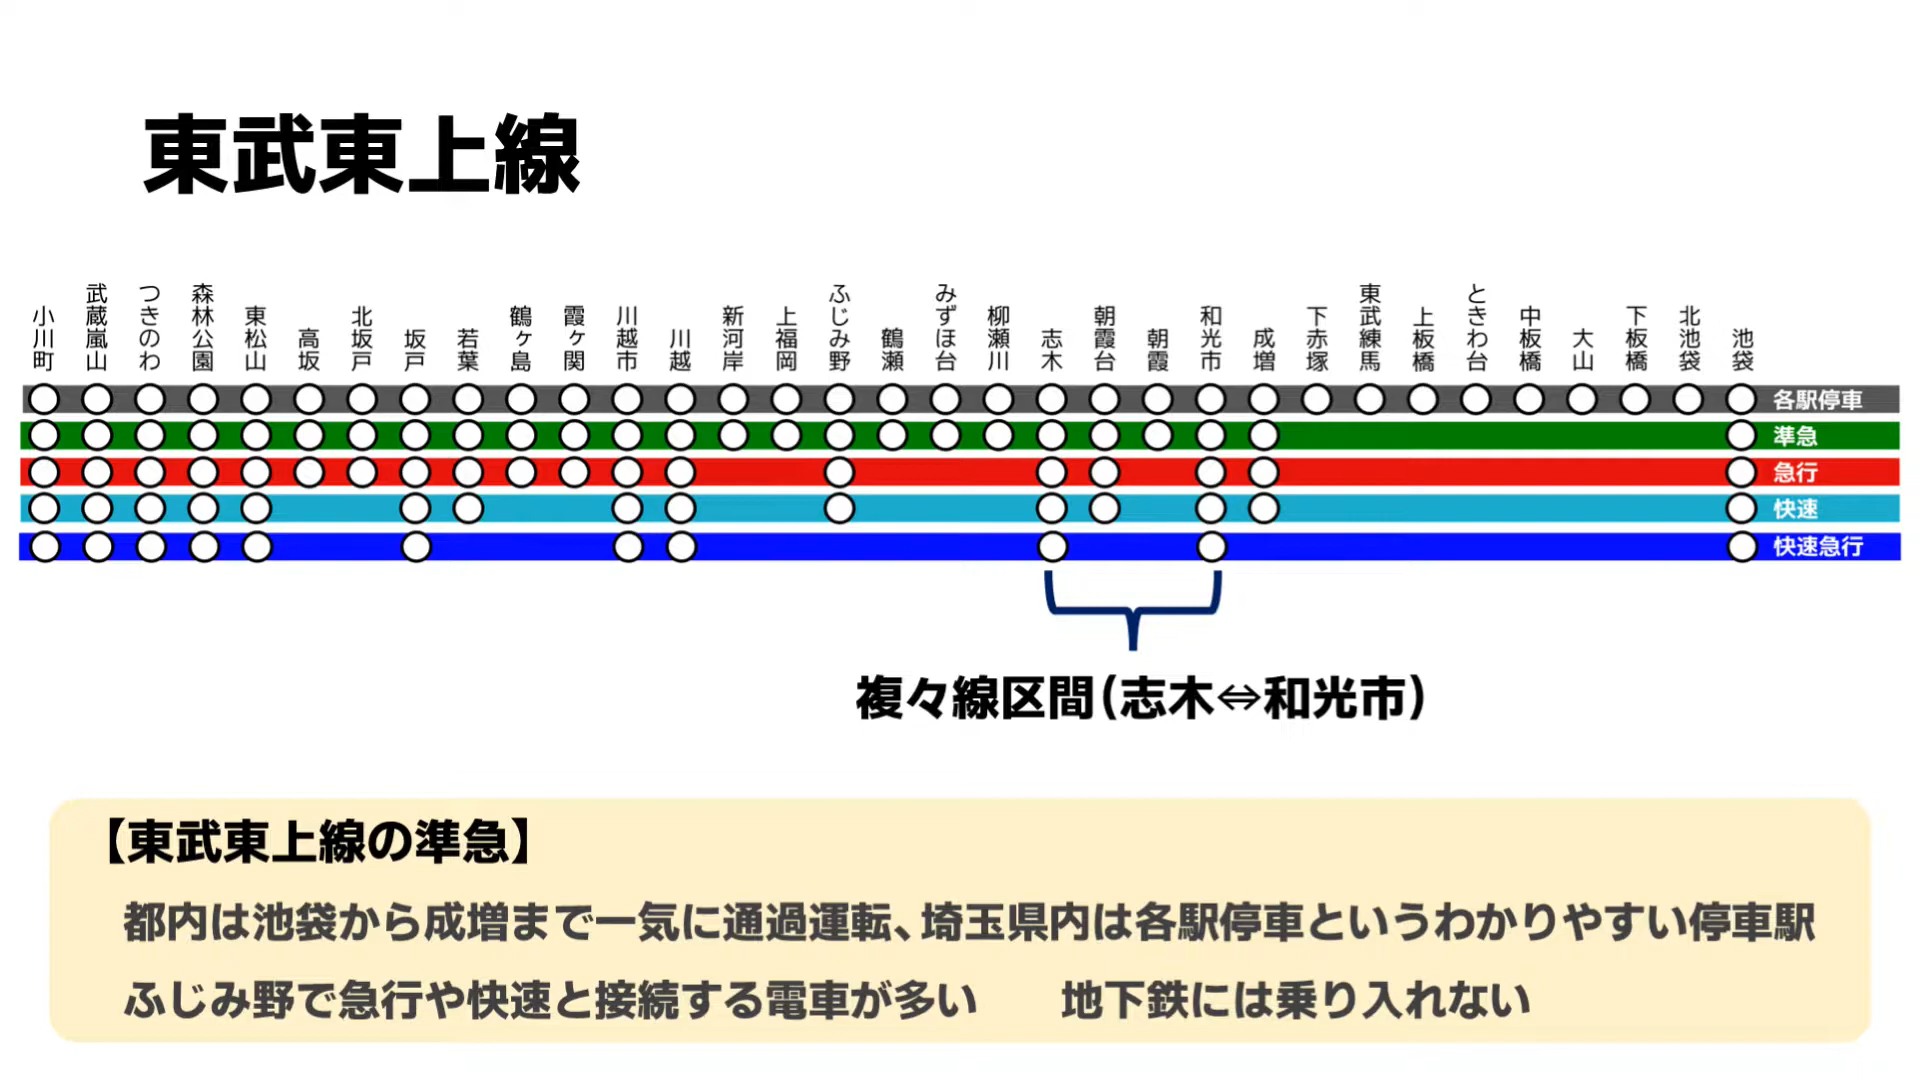 東武東上線
小川町
武蔵嵐山
つきのわ
森林公園
東松山
高坂
北坂戸
坂戸
若葉
鶴ヶ島
霞ヶ関
川越市
川越
新河岸
上福岡
ふじみ野
鶴瀬
みずほ台
柳瀬川
志木
朝霞台
朝霞
和光市
成増
下赤塚
東武練馬
上板橋
ときわ台
中板橋
大山
下板橋
北池袋
池袋
各駅停車
準急
急行
快速
快速急行
複々線区間(志木⇔和光市)
【東武東上線の準急】
都内は池袋から成増まで一気に通過運転、埼玉県内は各駅停車というわかりやすい停車駅
ふじみ野で急行や快速と接続する電車が多い　　地下鉄には乗り入れない